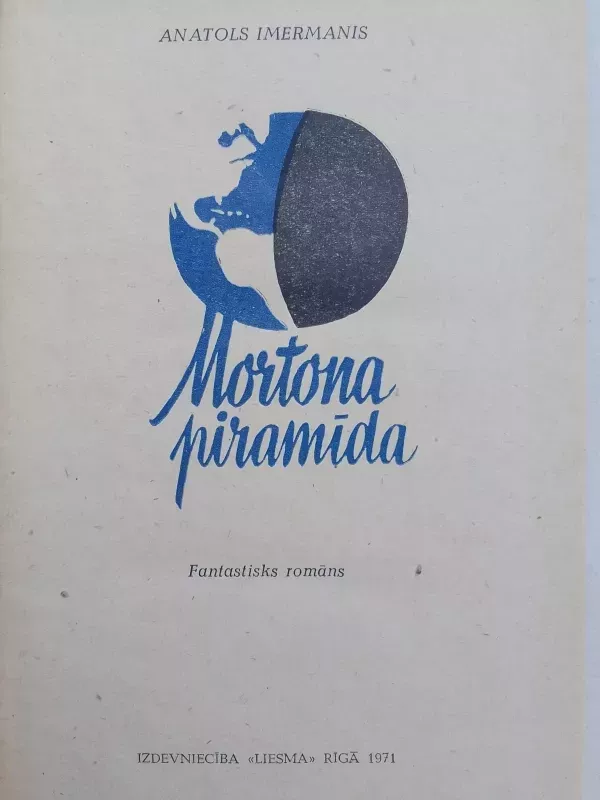 ANATOLS IMERMANIS
Mortona
piramīda
Fantastisks romāns
IZDEVNIECĪBA «LIESMA» RĪGĀ 1971